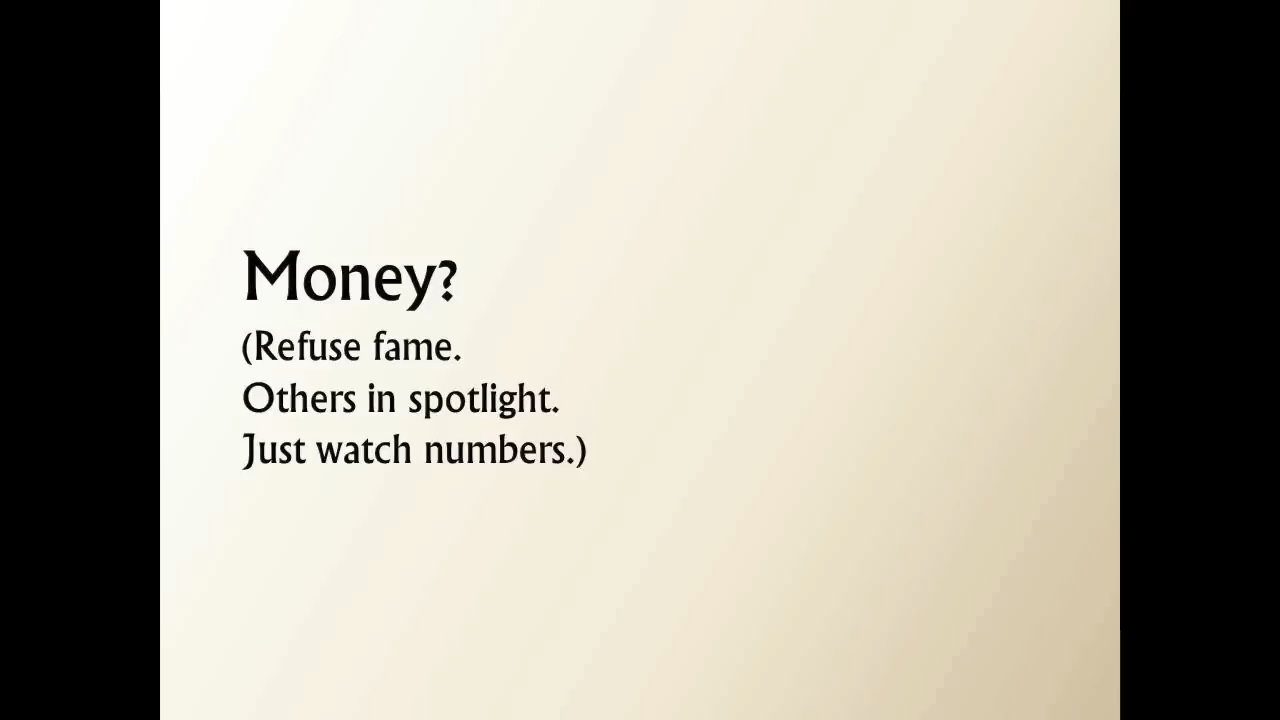 Money?
(Refuse fame.
Others in spotlight.
Just watch numbers.)